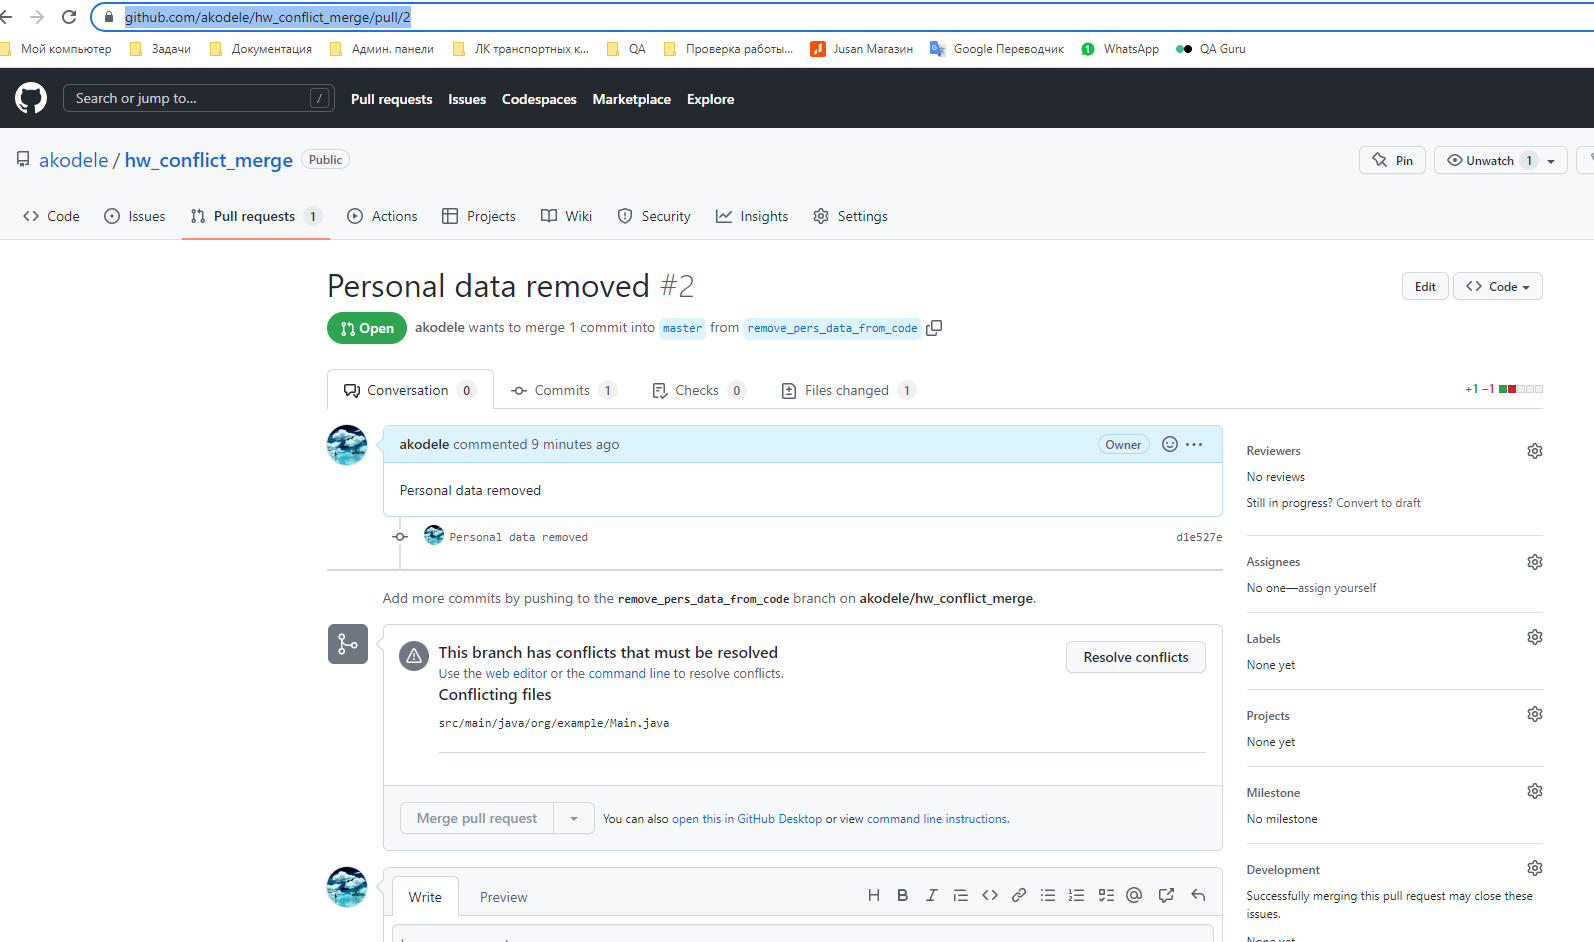 github.com/akodele/hw_conflict_merge/pull/2
Мой компьютер Задачи Документация Админ. панели ЛК транспортных к... QA Проверка работы... Jusan Магазин Google Переводчик 1 WhatsApp QA Guru
Search or jump to... / Pull requests Issues Codespaces Marketplace Explore
akodele / hw_conflict_merge Public Pin Unwatch 1
Code Issues Pull requests 1 Actions Projects Wiki Security Insights Settings
Personal data removed #2 Edit Code
Open akodele wants to merge 1 commit into master from remove_pers_data_from_code
Conversation 0 Commits 1 Checks 0 Files changed 1 +1 −1
akodele commented 9 minutes ago Owner
Personal data removed
Personal data removed d1e527e
Add more commits by pushing to the remove_pers_data_from_code branch on akodele/hw_conflict_merge.
This branch has conflicts that must be resolved
Use the web editor or the command line to resolve conflicts.
Resolve conflicts
Conflicting files
src/main/java/org/example/Main.java
Merge pull request You can also open this in GitHub Desktop or view command line instructions.
Write Preview H B I @
Reviewers
No reviews
Still in progress? Convert to draft
Assignees
No one—assign yourself
Labels
None yet
Projects
None yet
Milestone
No milestone
Development
Successfully merging this pull request may close these
issues.
None yet